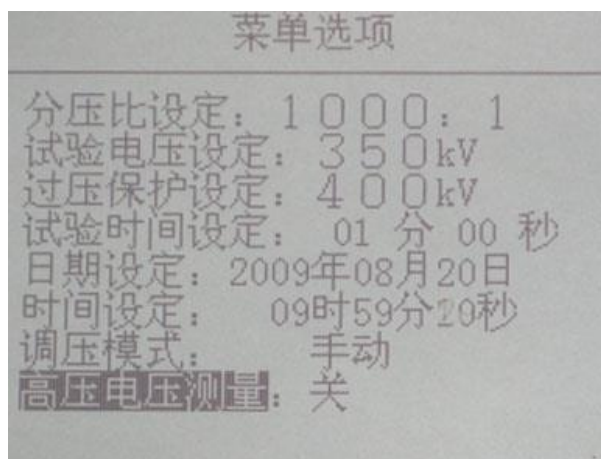 菜单选项
分压比设定：1000：1
试验电压设定：350kV
过压保护设定：400kV
试验时间设定： 01 分 00 秒
日期设定：2009年08月20日
时间设定： 09时59分20秒
调压模式： 手动
高压电压测量：关